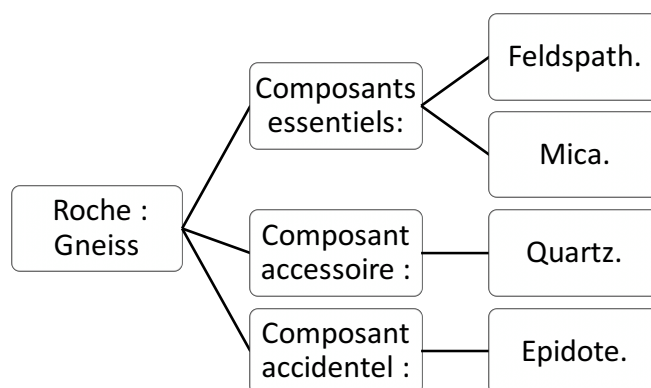 Roche :
Gneiss
Composants
essentiels:
Feldspath.
Mica.
Composant
accessoire :
Quartz.
Composant
accidentel :
Epidote.